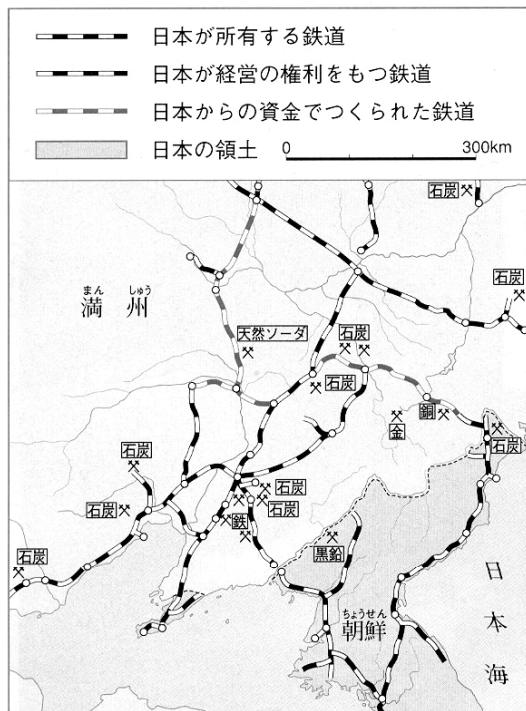 日本が所有する鉄道
日本が経営の権利をもつ鉄道
日本からの資金でつくられた鉄道
日本の領土
0 300km
石炭
石炭
まん しゅう
満州
天然ソーダ
石炭
石炭
銅
金
石炭
石炭
石炭
石炭
石炭
鉄
石炭
黒鉛
ちょうせん
朝鮮
日本海